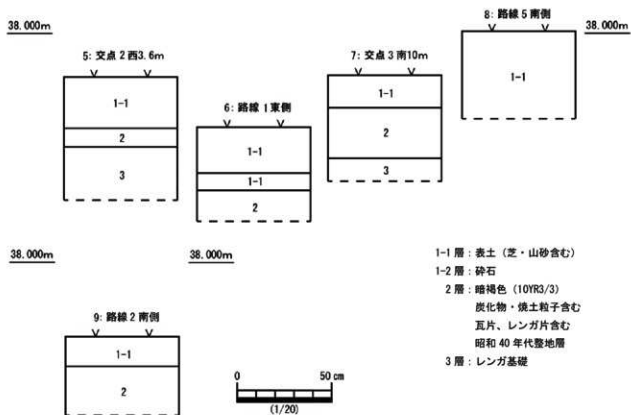 38.000m
8: 路線 5 南側
38.000m
5: 交点 2 西3.6m
7: 交点 3 南10m
1-1
6: 路線 1 東側
1-1
1-1
2
1-1
2
3
1-1
3
2
38.000m
38.000m
1-1 層：表土（芝・山砂含む）
1-2 層：砕石
2 層：暗褐色（10YR3/3）
炭化物・焼土粒子含む
瓦片、レンガ片含む
昭和 40 年代整地層
3 層：レンガ基礎
9: 路線 2 南側
1-1
2
0 50 cm
(1/20)